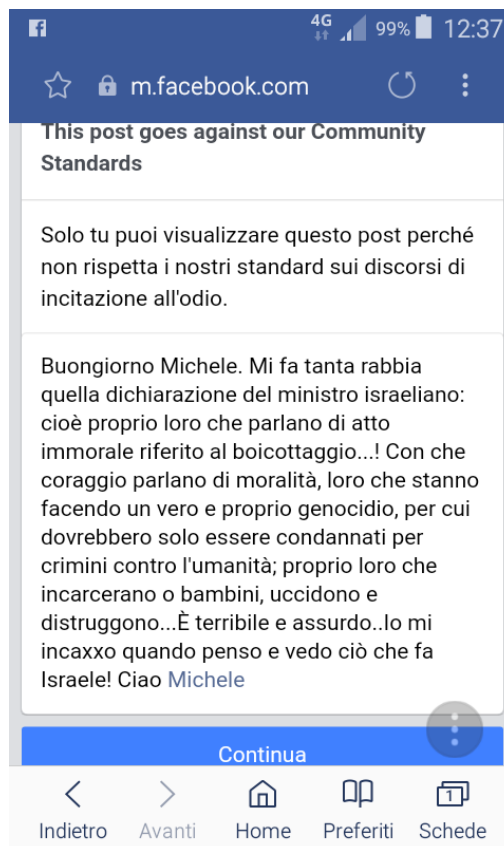 4G 99% 12:37
m.facebook.com
This post goes against our Community
Standards
Solo tu puoi visualizzare questo post perché
non rispetta i nostri standard sui discorsi di
incitazione all'odio.
Buongiorno Michele. Mi fa tanta rabbia
quella dichiarazione del ministro israeliano:
cioè proprio loro che parlano di atto
immorale riferito al boicottaggio...! Con che
coraggio parlano di moralità, loro che stanno
facendo un vero e proprio genocidio, per cui
dovrebbero solo essere condannati per
crimini contro l'umanità; proprio loro che
incarcerano o bambini, uccidono e
distruggono...È terribile e assurdo..Io mi
incaxxo quando penso e vedo ciò che fa
Israele! Ciao Michele
Continua
1
Indietro Avanti Home Preferiti Schede